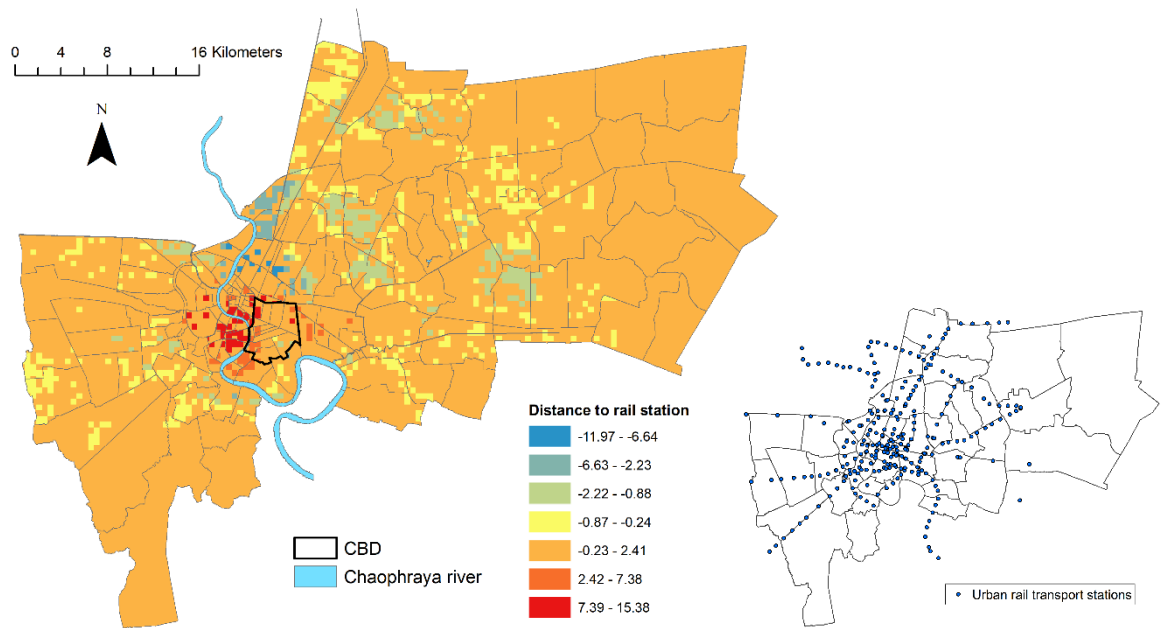 0 4 8 16 Kilometers
N
Distance to rail station
-11.97 - -6.64
-6.63 - -2.23
-2.22 - -0.88
-0.87 - -0.24
-0.23 - 2.41
2.42 - 7.38
7.39 - 15.38
CBD
Chaophraya river
Urban rail transport stations